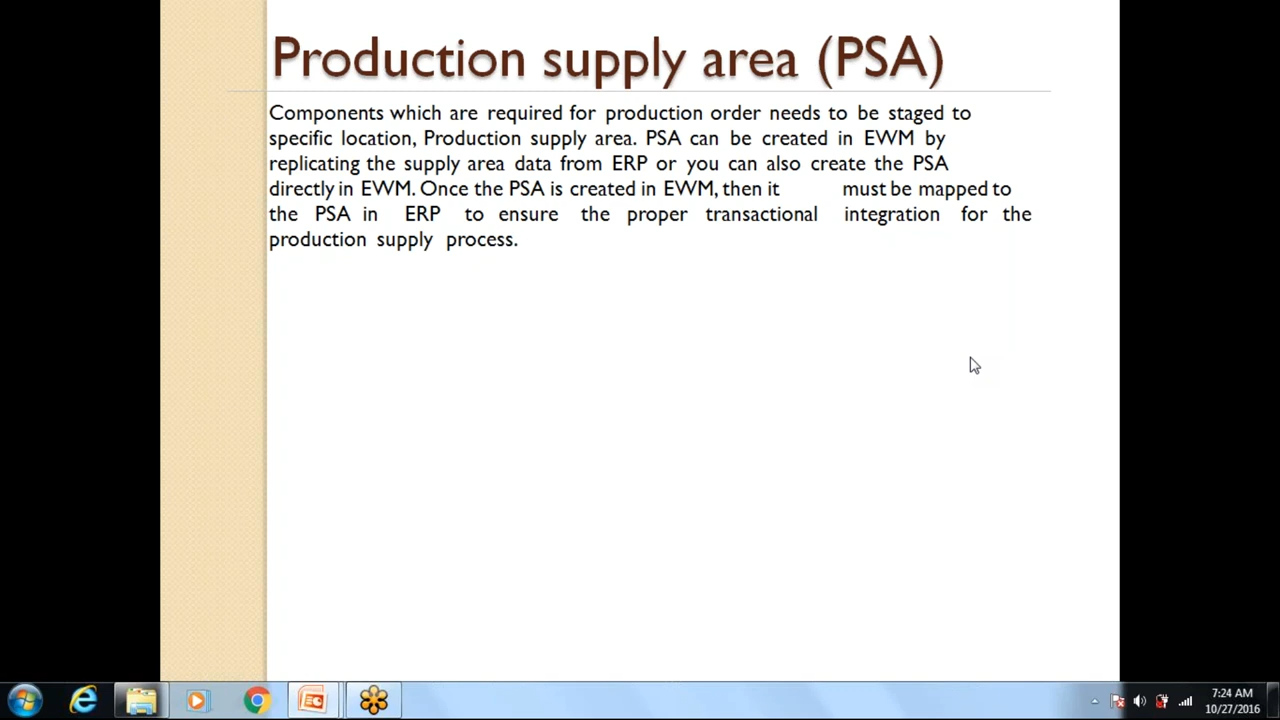 Production supply area (PSA)
Components which are required for production order needs to be staged to
specific location, Production supply area. PSA can be created in EWM by
replicating the supply area data from ERP or you can also create the PSA
directly in EWM. Once the PSA is created in EWM, then it must be mapped to
the PSA in ERP to ensure the proper transactional integration for the
production supply process.
7:24 AM
10/27/2016